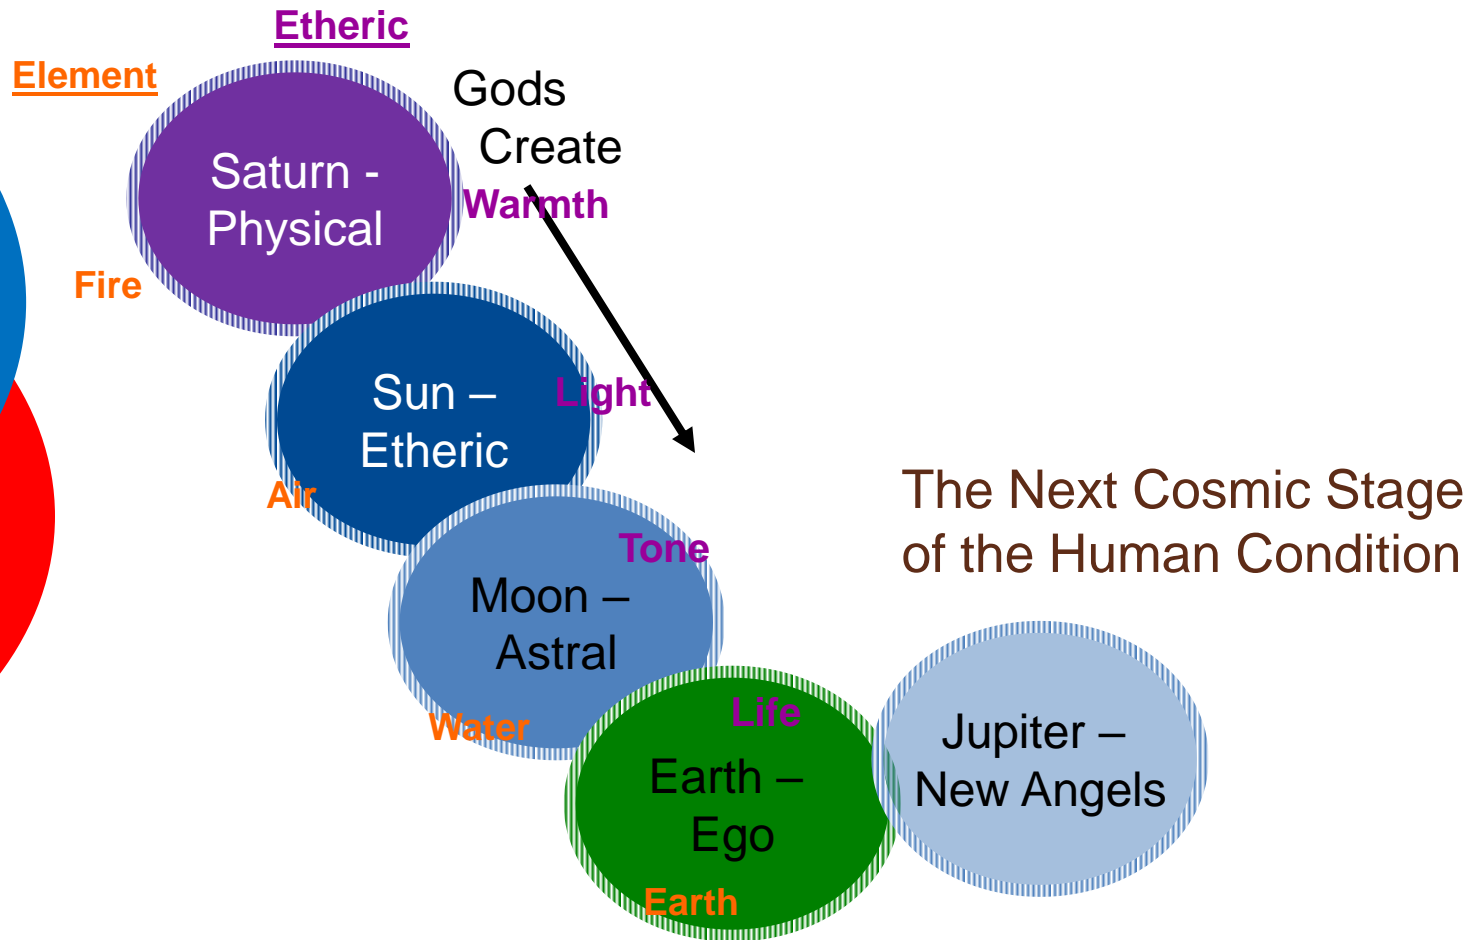 Etheric
Element
Gods
Create
Saturn -
Physical
Warmth
Fire
Sun –
Etheric
Light
Air
The Next Cosmic Stage
of the Human Condition
Tone
Moon –
Astral
Water
Life
Earth –
Ego
Jupiter –
New Angels
Earth